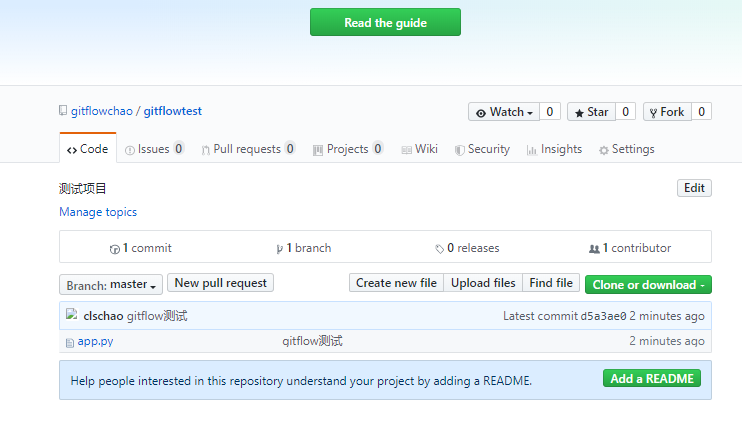 Read the guide
gitflowchao / gitflowtest
Watch 0 Star 0 Fork 0
Code Issues 0 Pull requests 0 Projects 0 Wiki Security Insights Settings
测试项目 Edit
Manage topics
1 commit 1 branch 0 releases 1 contributor
Branch: master New pull request Create new file Upload files Find file Clone or download
clschao gitflow测试 Latest commit d5a3ae0 2 minutes ago
app.py gitflow测试 2 minutes ago
Help people interested in this repository understand your project by adding a README. Add a README